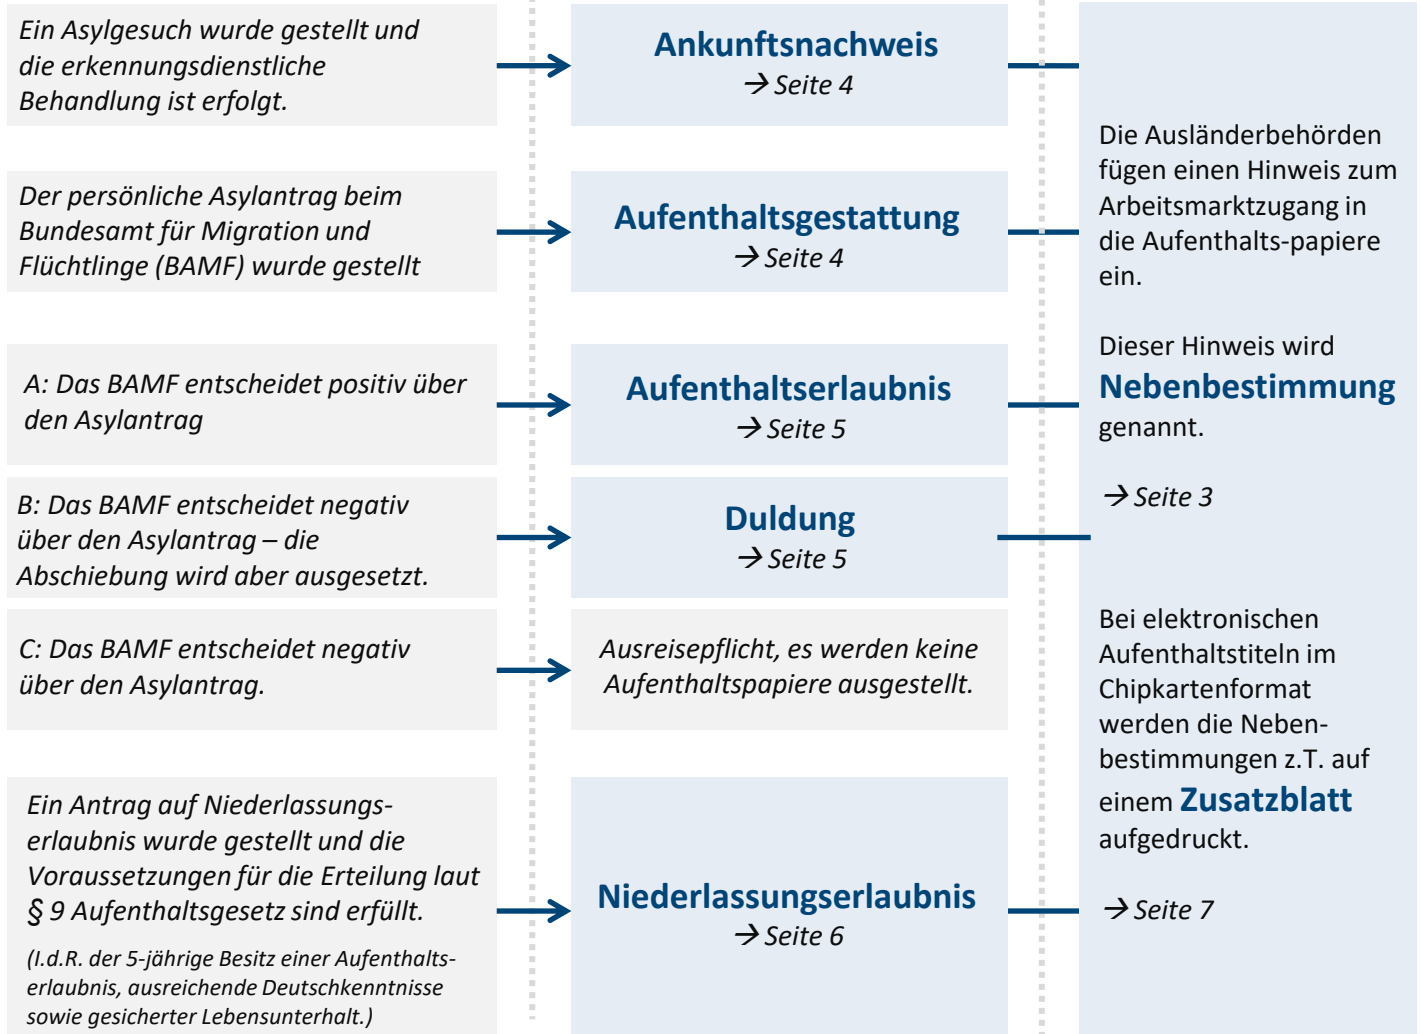 Ein Asylgesuch wurde gestellt und
die erkennungsdienstliche
Behandlung ist erfolgt.
Ankunftsnachweis
→ Seite 4
Der persönliche Asylantrag beim
Bundesamt für Migration und
Flüchtlinge (BAMF) wurde gestellt
Aufenthaltsgestattung
→ Seite 4
A: Das BAMF entscheidet positiv über
den Asylantrag
Aufenthaltserlaubnis
→ Seite 5
B: Das BAMF entscheidet negativ
über den Asylantrag – die
Abschiebung wird aber ausgesetzt.
Duldung
→ Seite 5
C: Das BAMF entscheidet negativ
über den Asylantrag.
Ausreisepflicht, es werden keine
Aufenthaltspapiere ausgestellt.
Ein Antrag auf Niederlassungs-
erlaubnis wurde gestellt und die
Voraussetzungen für die Erteilung laut
§ 9 Aufenthaltsgesetz sind erfüllt.
(I.d.R. der 5-jährige Besitz einer Aufenthalts-
erlaubnis, ausreichende Deutschkenntnisse
sowie gesicherter Lebensunterhalt.)
Niederlassungserlaubnis
→ Seite 6
Die Ausländerbehörden
fügen einen Hinweis zum
Arbeitsmarktzugang in
die Aufenthalts-papiere
ein.
Dieser Hinweis wird
Nebenbestimmung
genannt.
→ Seite 3
Bei elektronischen
Aufenthaltstiteln im
Chipkartenformat
werden die Neben-
bestimmungen z.T. auf
einem Zusatzblatt
aufgedruckt.
→ Seite 7